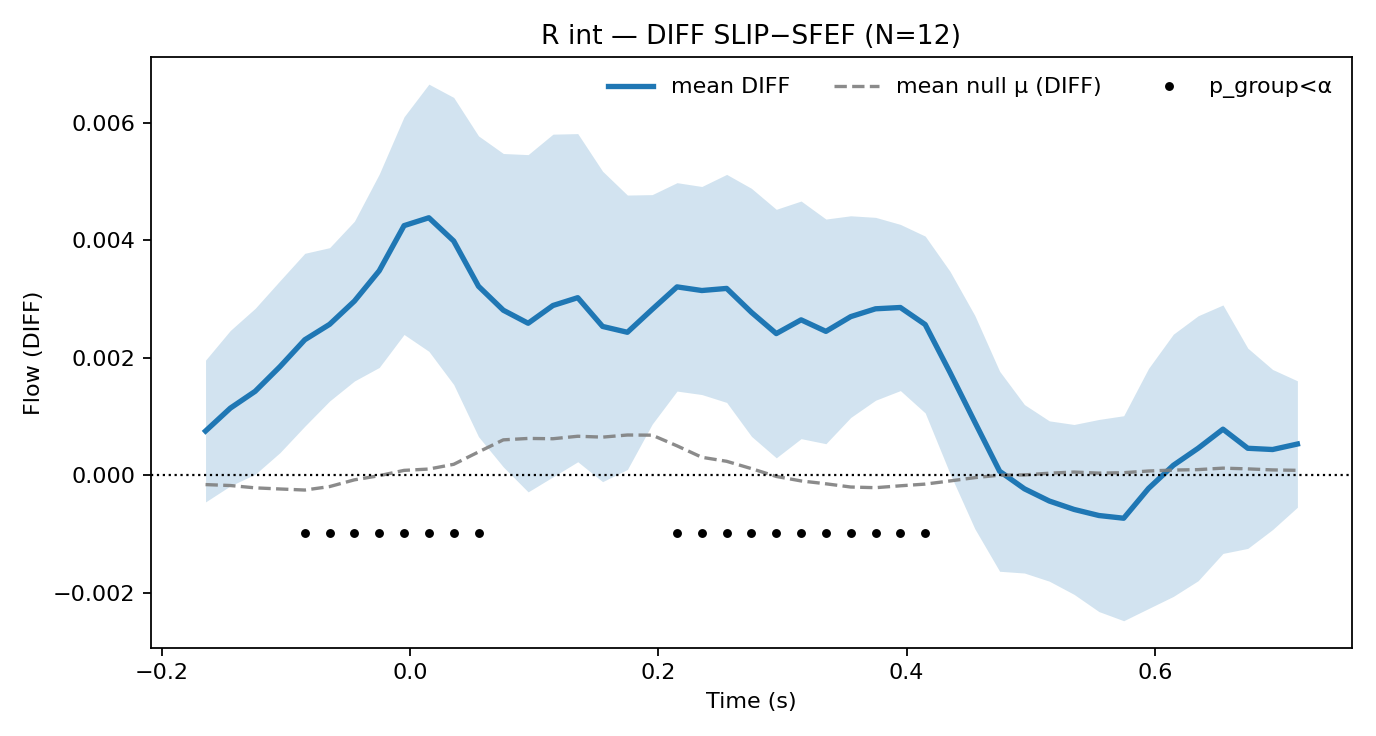 R int — DIFF SLIP−SFEF (N=12)
mean DIFF
mean null μ (DIFF)
p_group<α
Flow (DIFF)
0.006
0.004
0.002
0.000
−0.002
−0.2
0.0
0.2
0.4
0.6
Time (s)